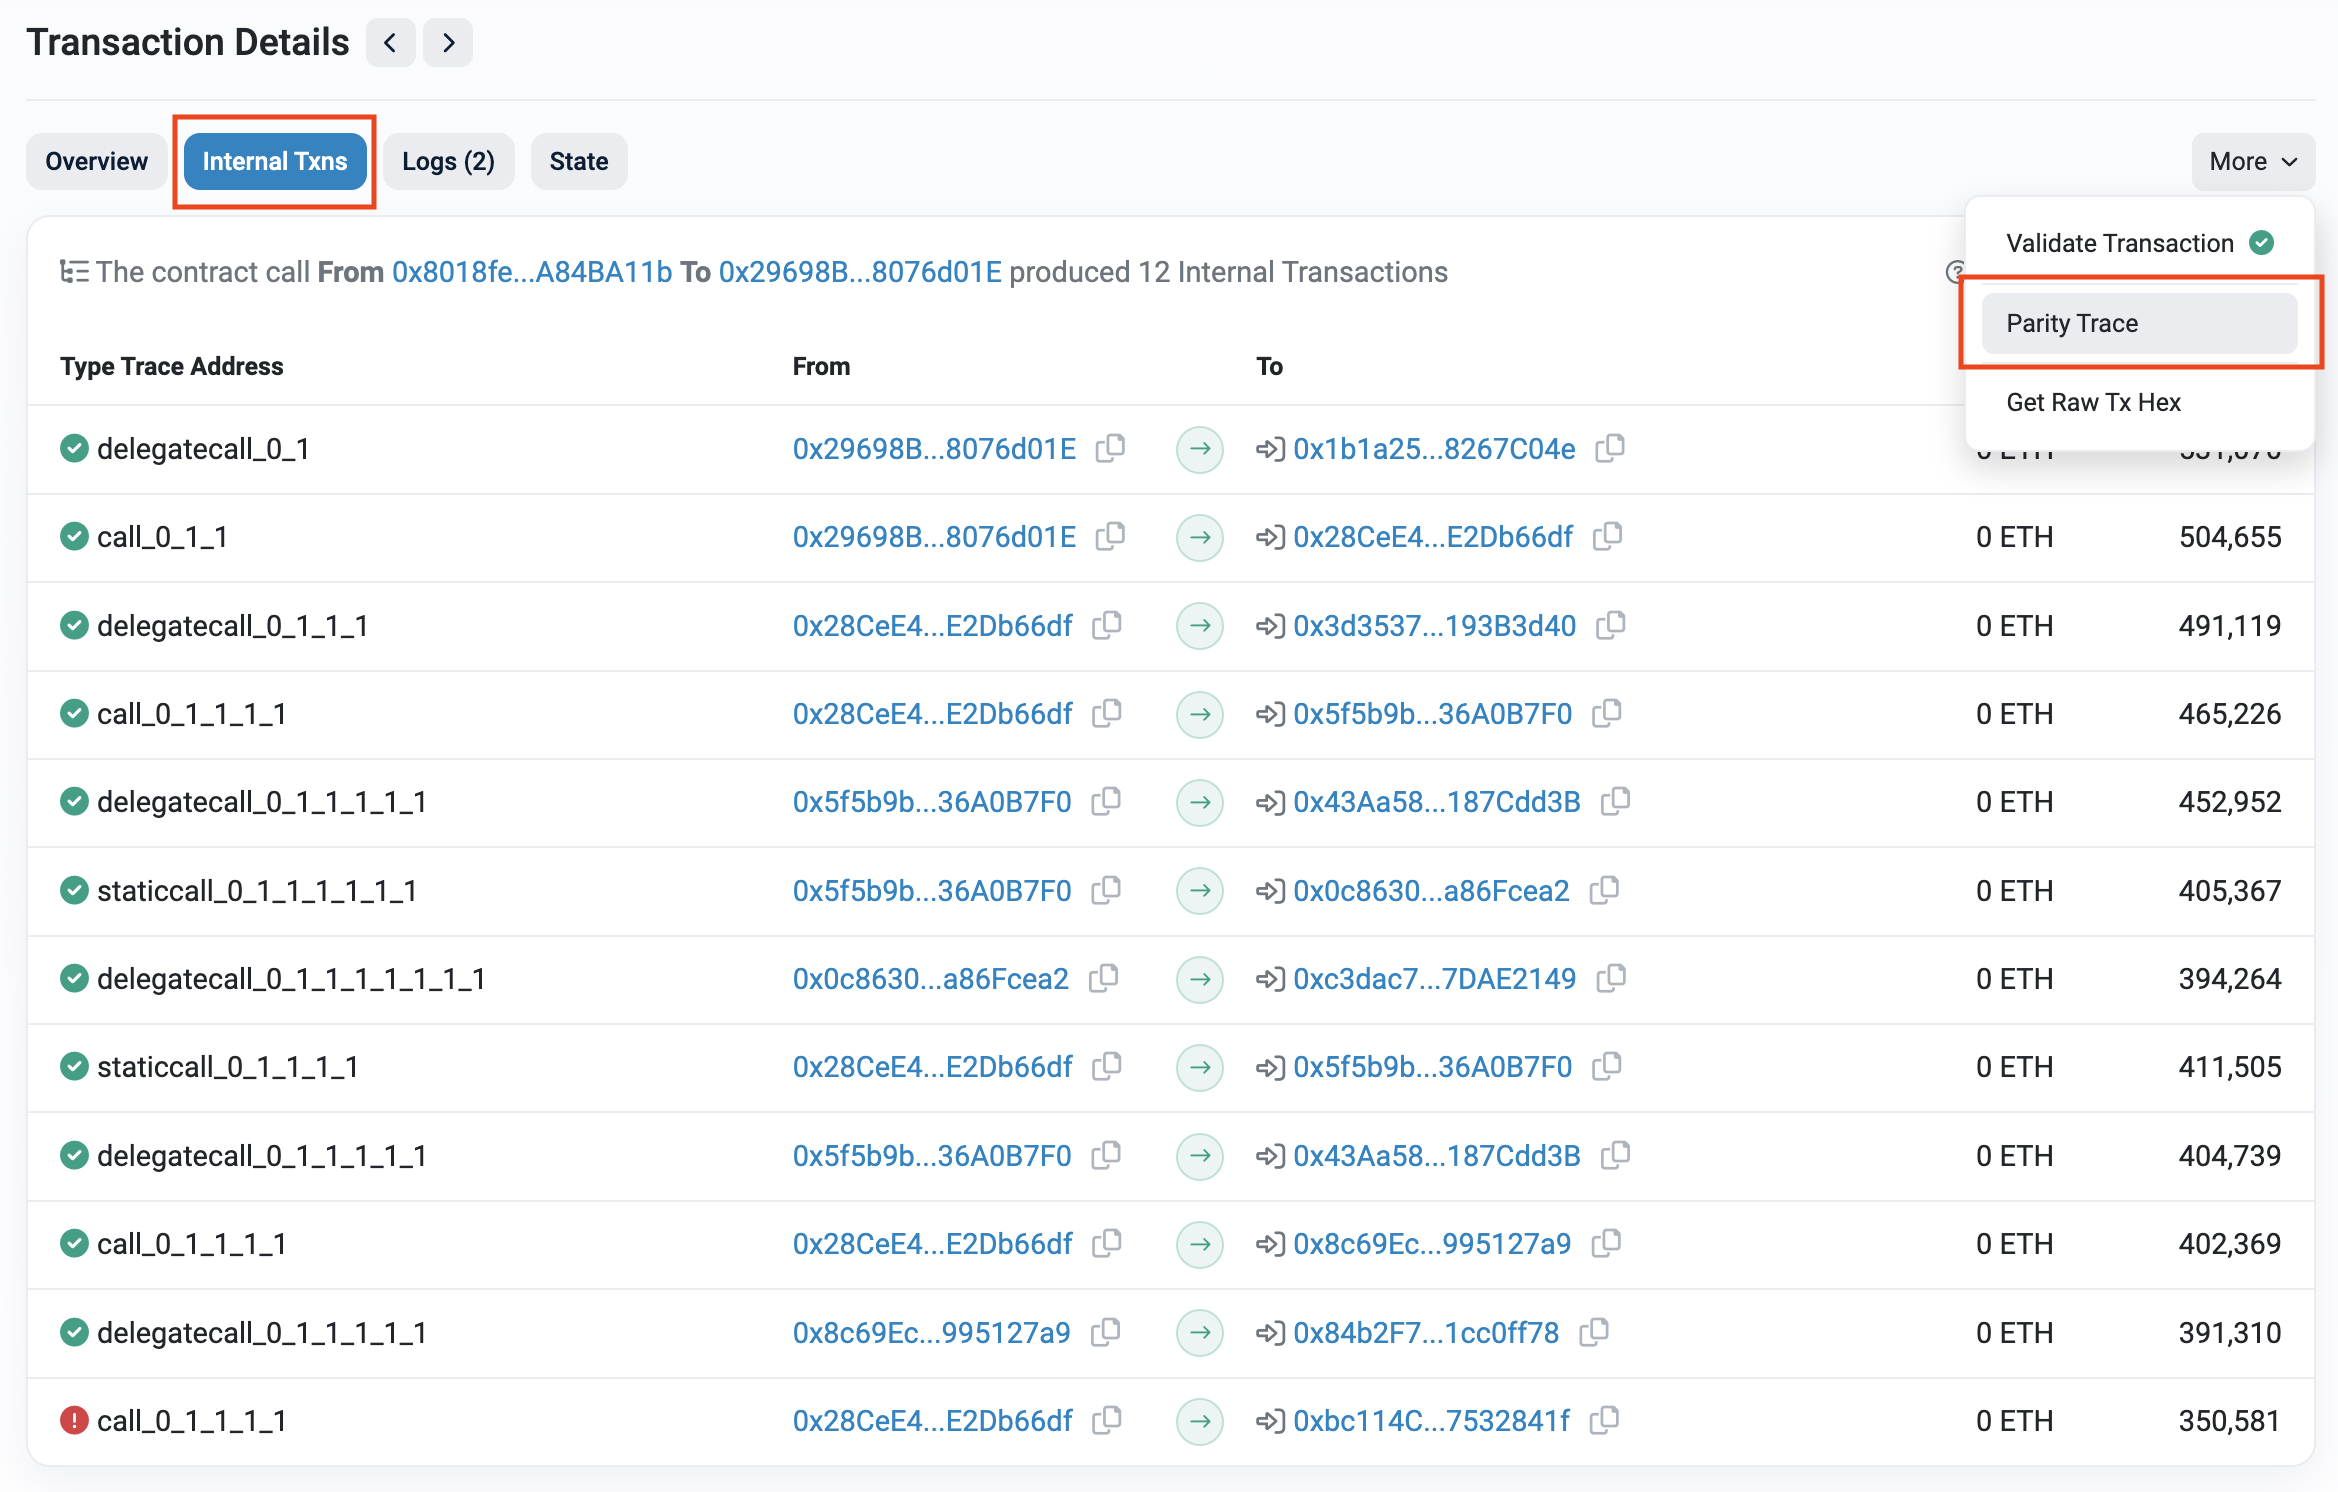 Transaction Details
Overview Internal Txns Logs (2) State More
Validate Transaction
Parity Trace
Get Raw Tx Hex
The contract call From 0x8018fe...A84BA11b To 0x29698B...8076d01E produced 12 Internal Transactions
Type Trace Address From To
delegatecall_0_1 0x29698B...8076d01E 0x1b1a25...8267C04e 0 ETH
call_0_1_1 0x29698B...8076d01E 0x28CeE4...E2Db66df 0 ETH 504,655
delegatecall_0_1_1_1 0x28CeE4...E2Db66df 0x3d3537...193B3d40 0 ETH 491,119
call_0_1_1_1_1 0x28CeE4...E2Db66df 0x5f5b9b...36A0B7F0 0 ETH 465,226
delegatecall_0_1_1_1_1_1 0x5f5b9b...36A0B7F0 0x43Aa58...187Cdd3B 0 ETH 452,952
staticcall_0_1_1_1_1_1_1 0x5f5b9b...36A0B7F0 0x0c8630...a86Fcea2 0 ETH 405,367
delegatecall_0_1_1_1_1_1_1_1 0x0c8630...a86Fcea2 0xc3dac7...7DAE2149 0 ETH 394,264
staticcall_0_1_1_1_1 0x28CeE4...E2Db66df 0x5f5b9b...36A0B7F0 0 ETH 411,505
delegatecall_0_1_1_1_1_1 0x5f5b9b...36A0B7F0 0x43Aa58...187Cdd3B 0 ETH 404,739
call_0_1_1_1_1 0x28CeE4...E2Db66df 0x8c69Ec...995127a9 0 ETH 402,369
delegatecall_0_1_1_1_1_1 0x8c69Ec...995127a9 0x84b2F7...1cc0ff78 0 ETH 391,310
call_0_1_1_1_1 0x28CeE4...E2Db66df 0xbc114C...7532841f 0 ETH 350,581